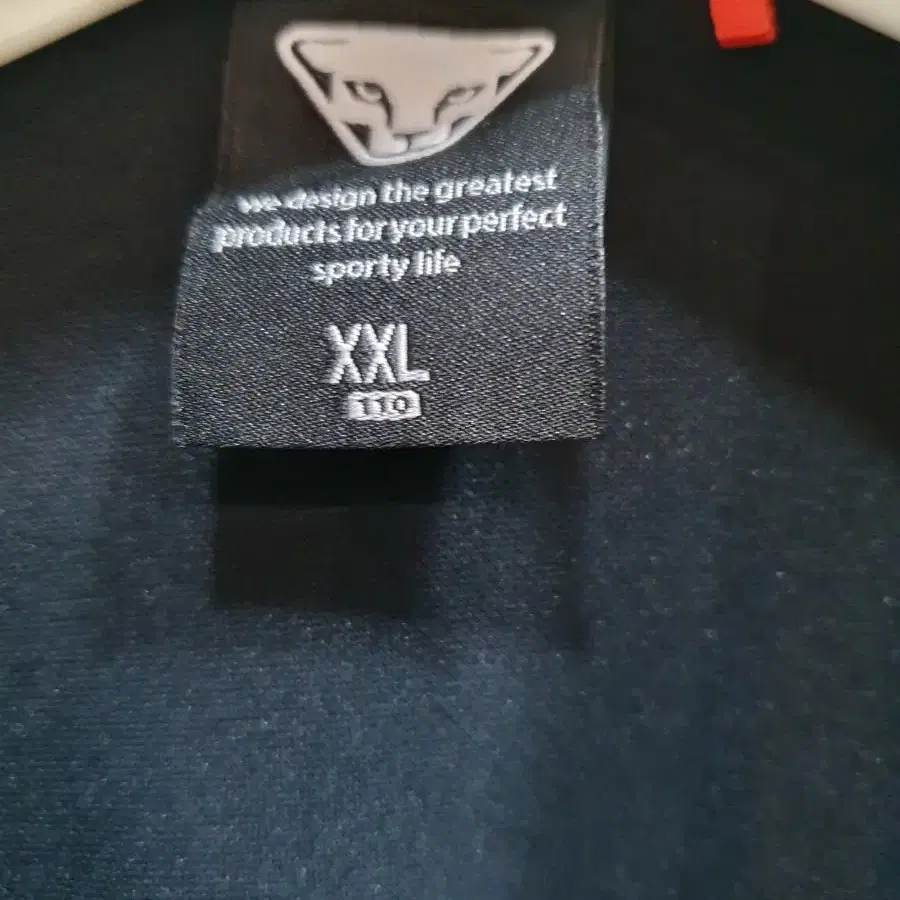 we design the greatest
products for your perfect
sporty life
XXL
110